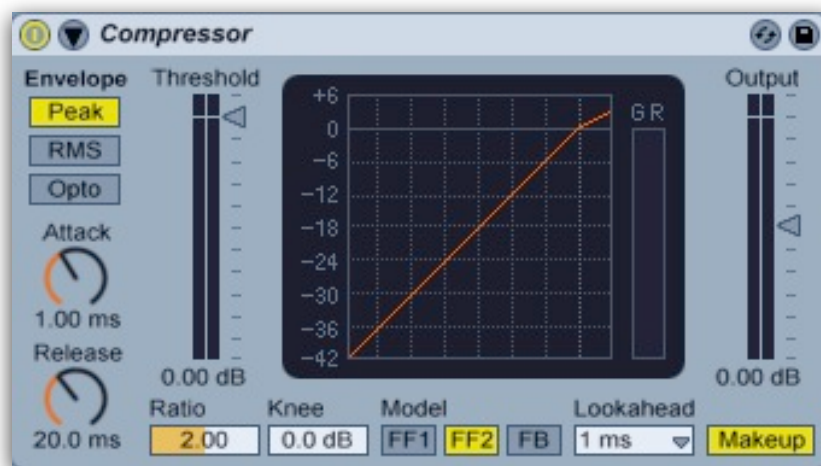 Compressor
Envelope
Peak
RMS
Opto
Attack
1.00 ms
Release
20.0 ms
Threshold
0.00 dB
+6
0
−6
−12
−18
−24
−30
−36
−42
GR
Output
0.00 dB
Ratio
2.00
Knee
0.0 dB
Model
FF1 FF2 FB
Lookahead
1 ms
Makeup